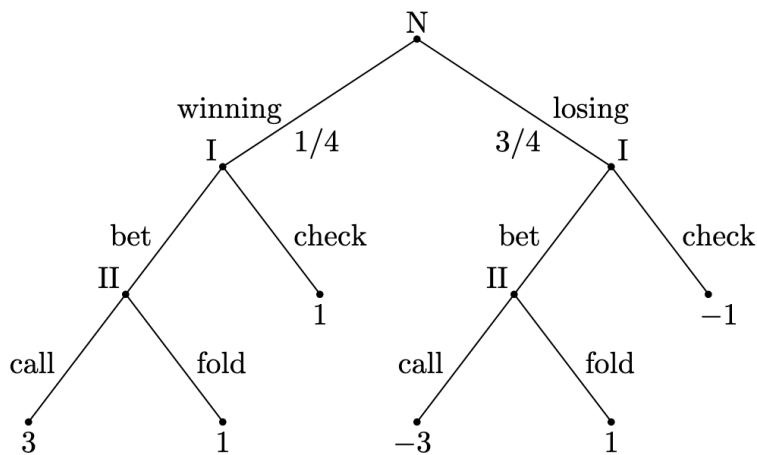 N
winning losing
1/4 3/4
I I
bet check bet check
II II
1 −1
call fold call fold
3 1 −3 1